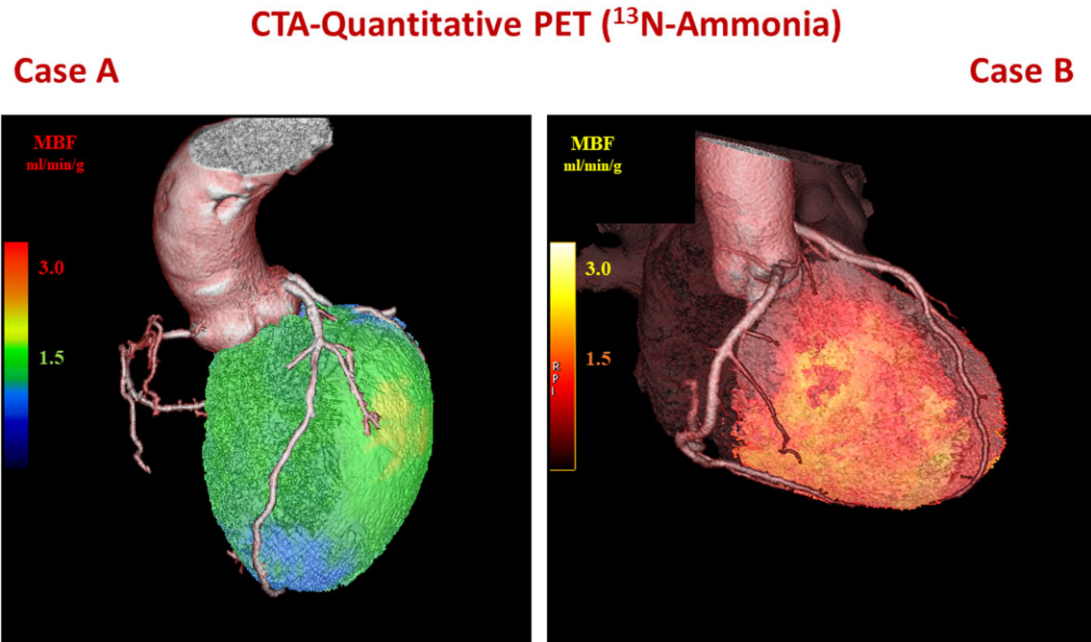 CTA-Quantitative PET (¹³N-Ammonia)
Case A
Case B
MBF
ml/min/g
3.0
1.5
MBF
ml/min/g
3.0
1.5
R
P
I